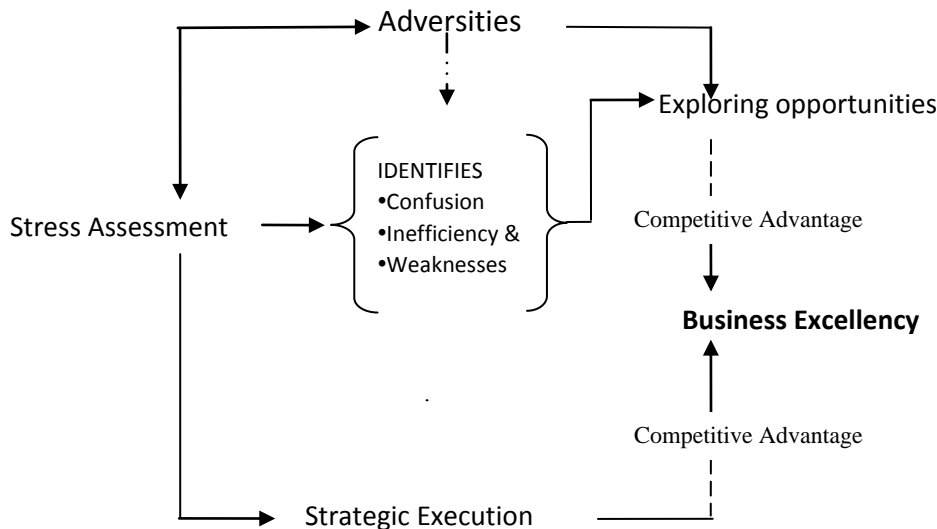 Adversities
Exploring opportunities
IDENTIFIES
•Confusion
•Inefficiency &
•Weaknesses
Stress Assessment
Competitive Advantage
Business Excellency
Competitive Advantage
Strategic Execution